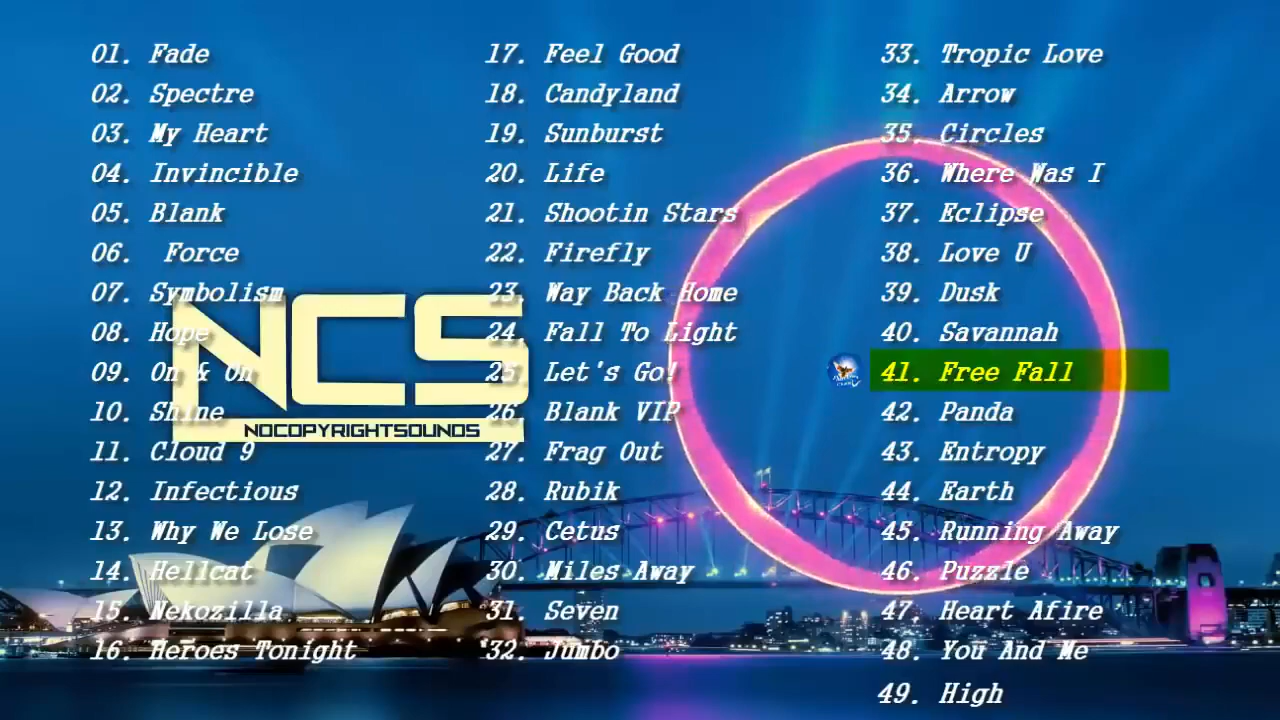 01. Fade
02. Spectre
03. My Heart
04. Invincible
05. Blank
06. Force
07. Symbolism
08. Hope
09. On & On
10. Shine
11. Cloud 9
12. Infectious
13. Why We Lose
14. Hellcat
15. Nekozilla
16. Heroes Tonight
NCS
NOCOPYRIGHTSOUNDS
17. Feel Good
18. Candyland
19. Sunburst
20. Life
21. Shootin Stars
22. Firefly
23. Way Back Home
24. Fall To Light
25. Let's Go!
26. Blank VIP
27. Frag Out
28. Rubik
29. Cetus
30. Miles Away
31. Seven
32. Jumbo
33. Tropic Love
34. Arrow
35. Circles
36. Where Was I
37. Eclipse
38. Love U
39. Dusk
40. Savannah
41. Free Fall
42. Panda
43. Entropy
44. Earth
45. Running Away
46. Puzzle
47. Heart Afire
48. You And Me
49. High